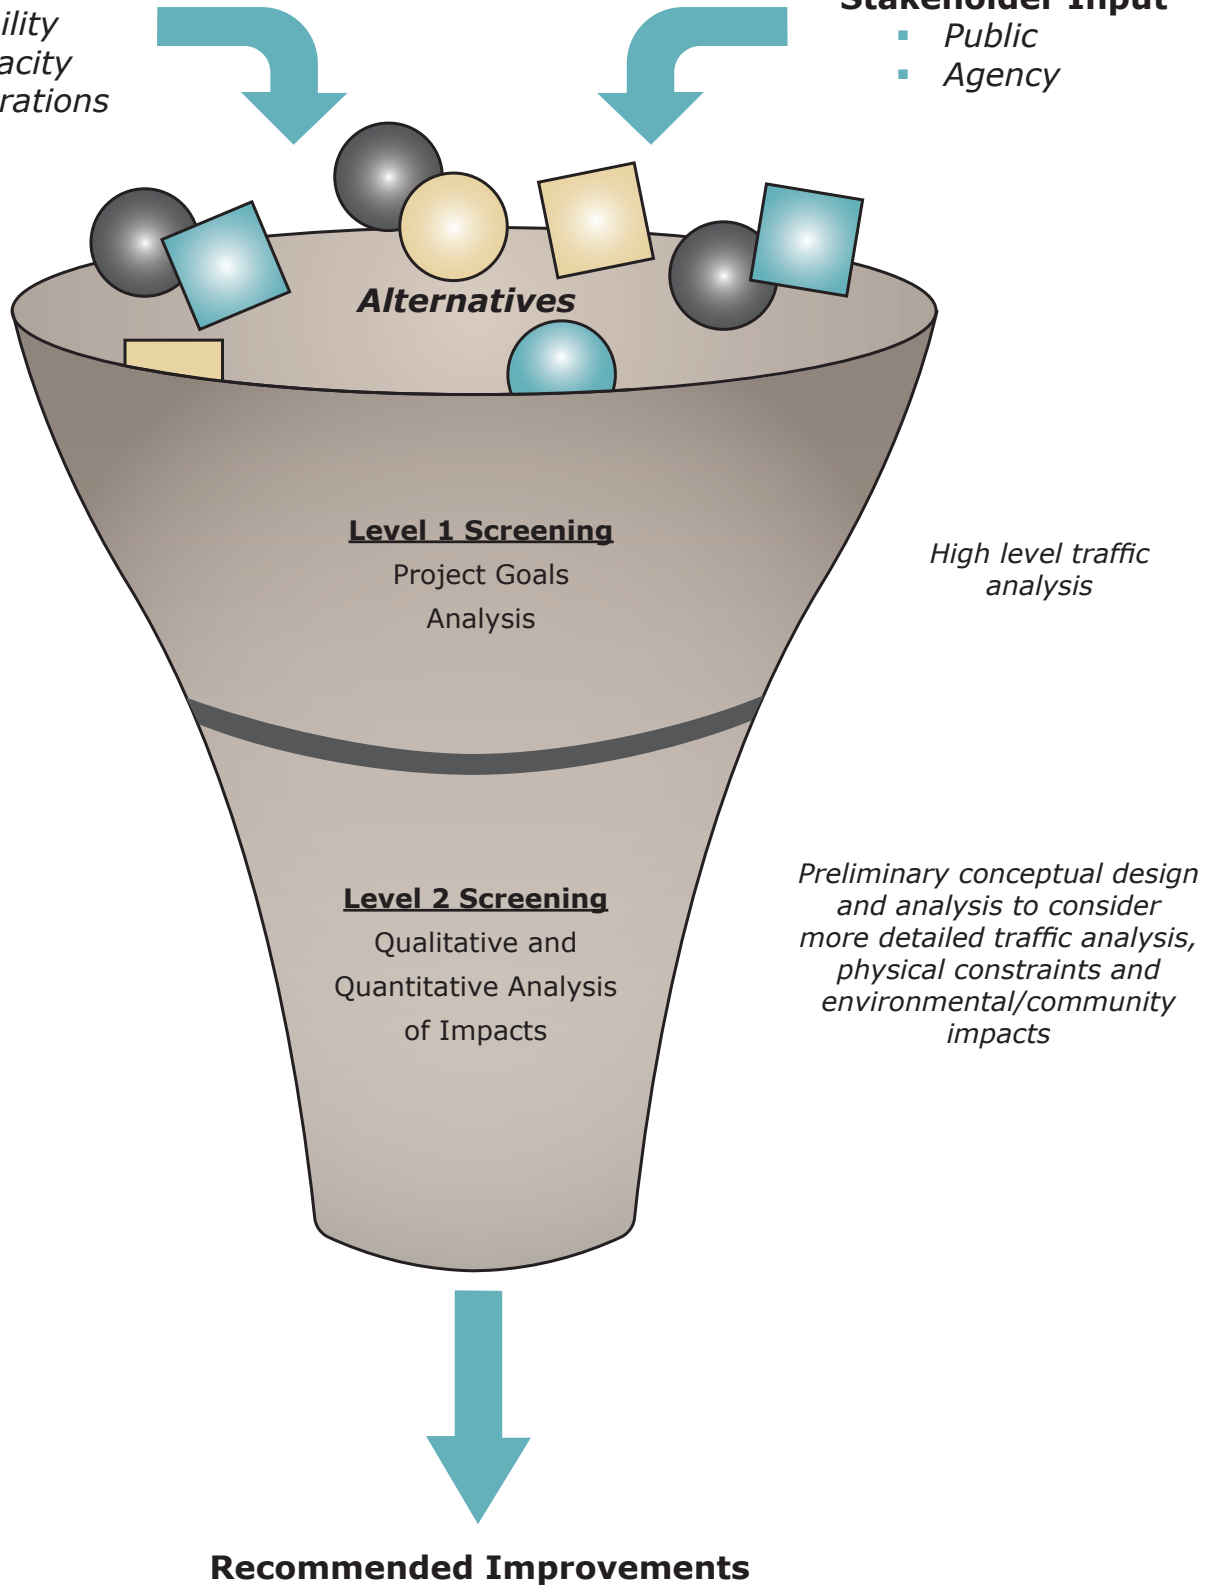 ility
acity
rations
Stakeholder Input
▪ Public
▪ Agency
Alternatives
Level 1 Screening
Project Goals
Analysis
High level traffic
analysis
Level 2 Screening
Qualitative and
Quantitative Analysis
of Impacts
Preliminary conceptual design
and analysis to consider
more detailed traffic analysis,
physical constraints and
environmental/community
impacts
Recommended Improvements